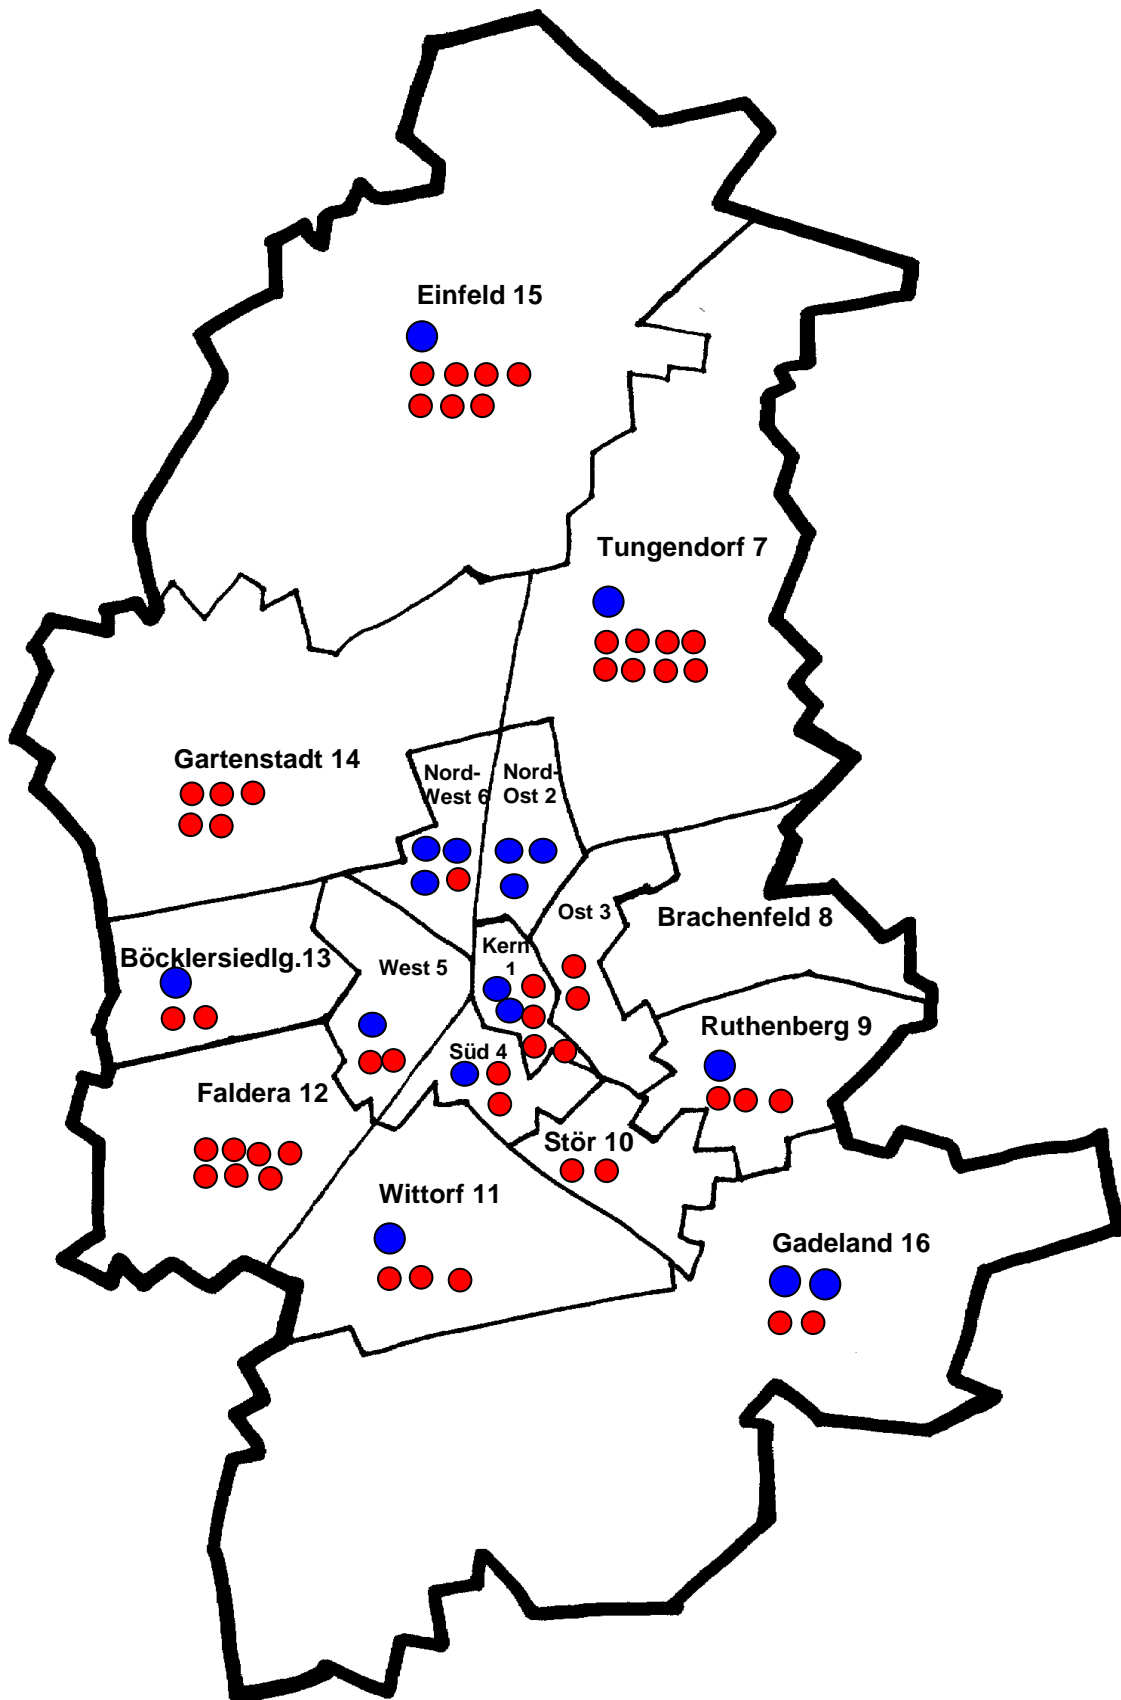 Einfeld 15
Tungendorf 7
Gartenstadt 14
Nord-
West 6
Nord-
Ost 2
Ost 3
Brachenfeld 8
Böcklersiedlg.13
West 5
Kern
1
Ruthenberg 9
Süd 4
Faldera 12
Stör 10
Wittorf 11
Gadeland 16